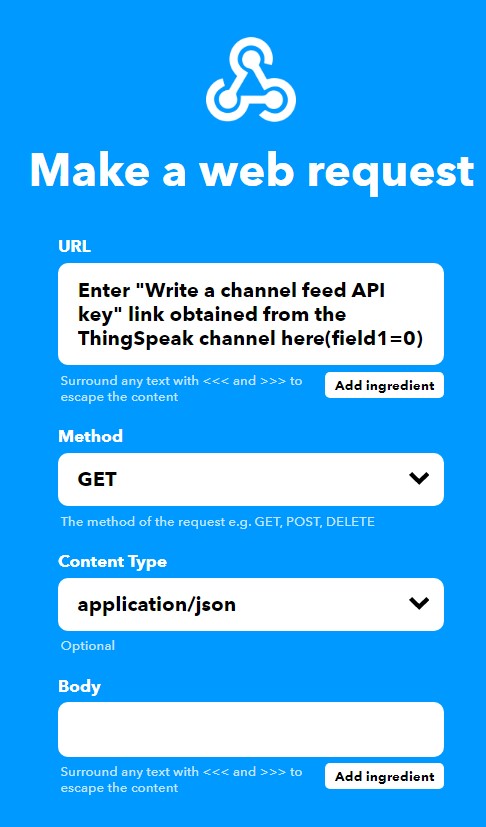 Make a web request
URL
Enter "Write a channel feed API
key" link obtained from the
ThingSpeak channel here(field1=0)
Surround any text with <<< and >>> to
escape the content
Add ingredient
Method
GET
The method of the request e.g. GET, POST, DELETE
Content Type
application/json
Optional
Body
Surround any text with <<< and >>> to
escape the content
Add ingredient